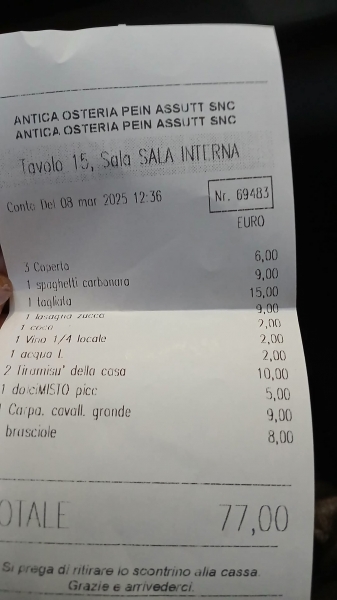 ANTICA OSTERIA PEIN ASSUTT SNC
ANTICA OSTERIA PEIN ASSUTT SNC
Tavolo 15, Sala SALA INTERNA
Conto Del 08 mar 2025 12:36 Nr. 69483
EURO
3 Coperto 6,00
1 spaghetti carbonara 9,00
1 tagliata 15,00
1 lasagna zucca 9,00
1 coca 2,00
1 Vino 1/4 locale 2,00
1 acqua l. 2,00
2 Tiramisu' della casa 10,00
1 dolciMISTO picc 5,00
1 Carpa. cavall. grande 9,00
brasciole 8,00
OTALE 77,00
Si prega di ritirare lo scontrino alla cassa.
Grazie e arrivederci.